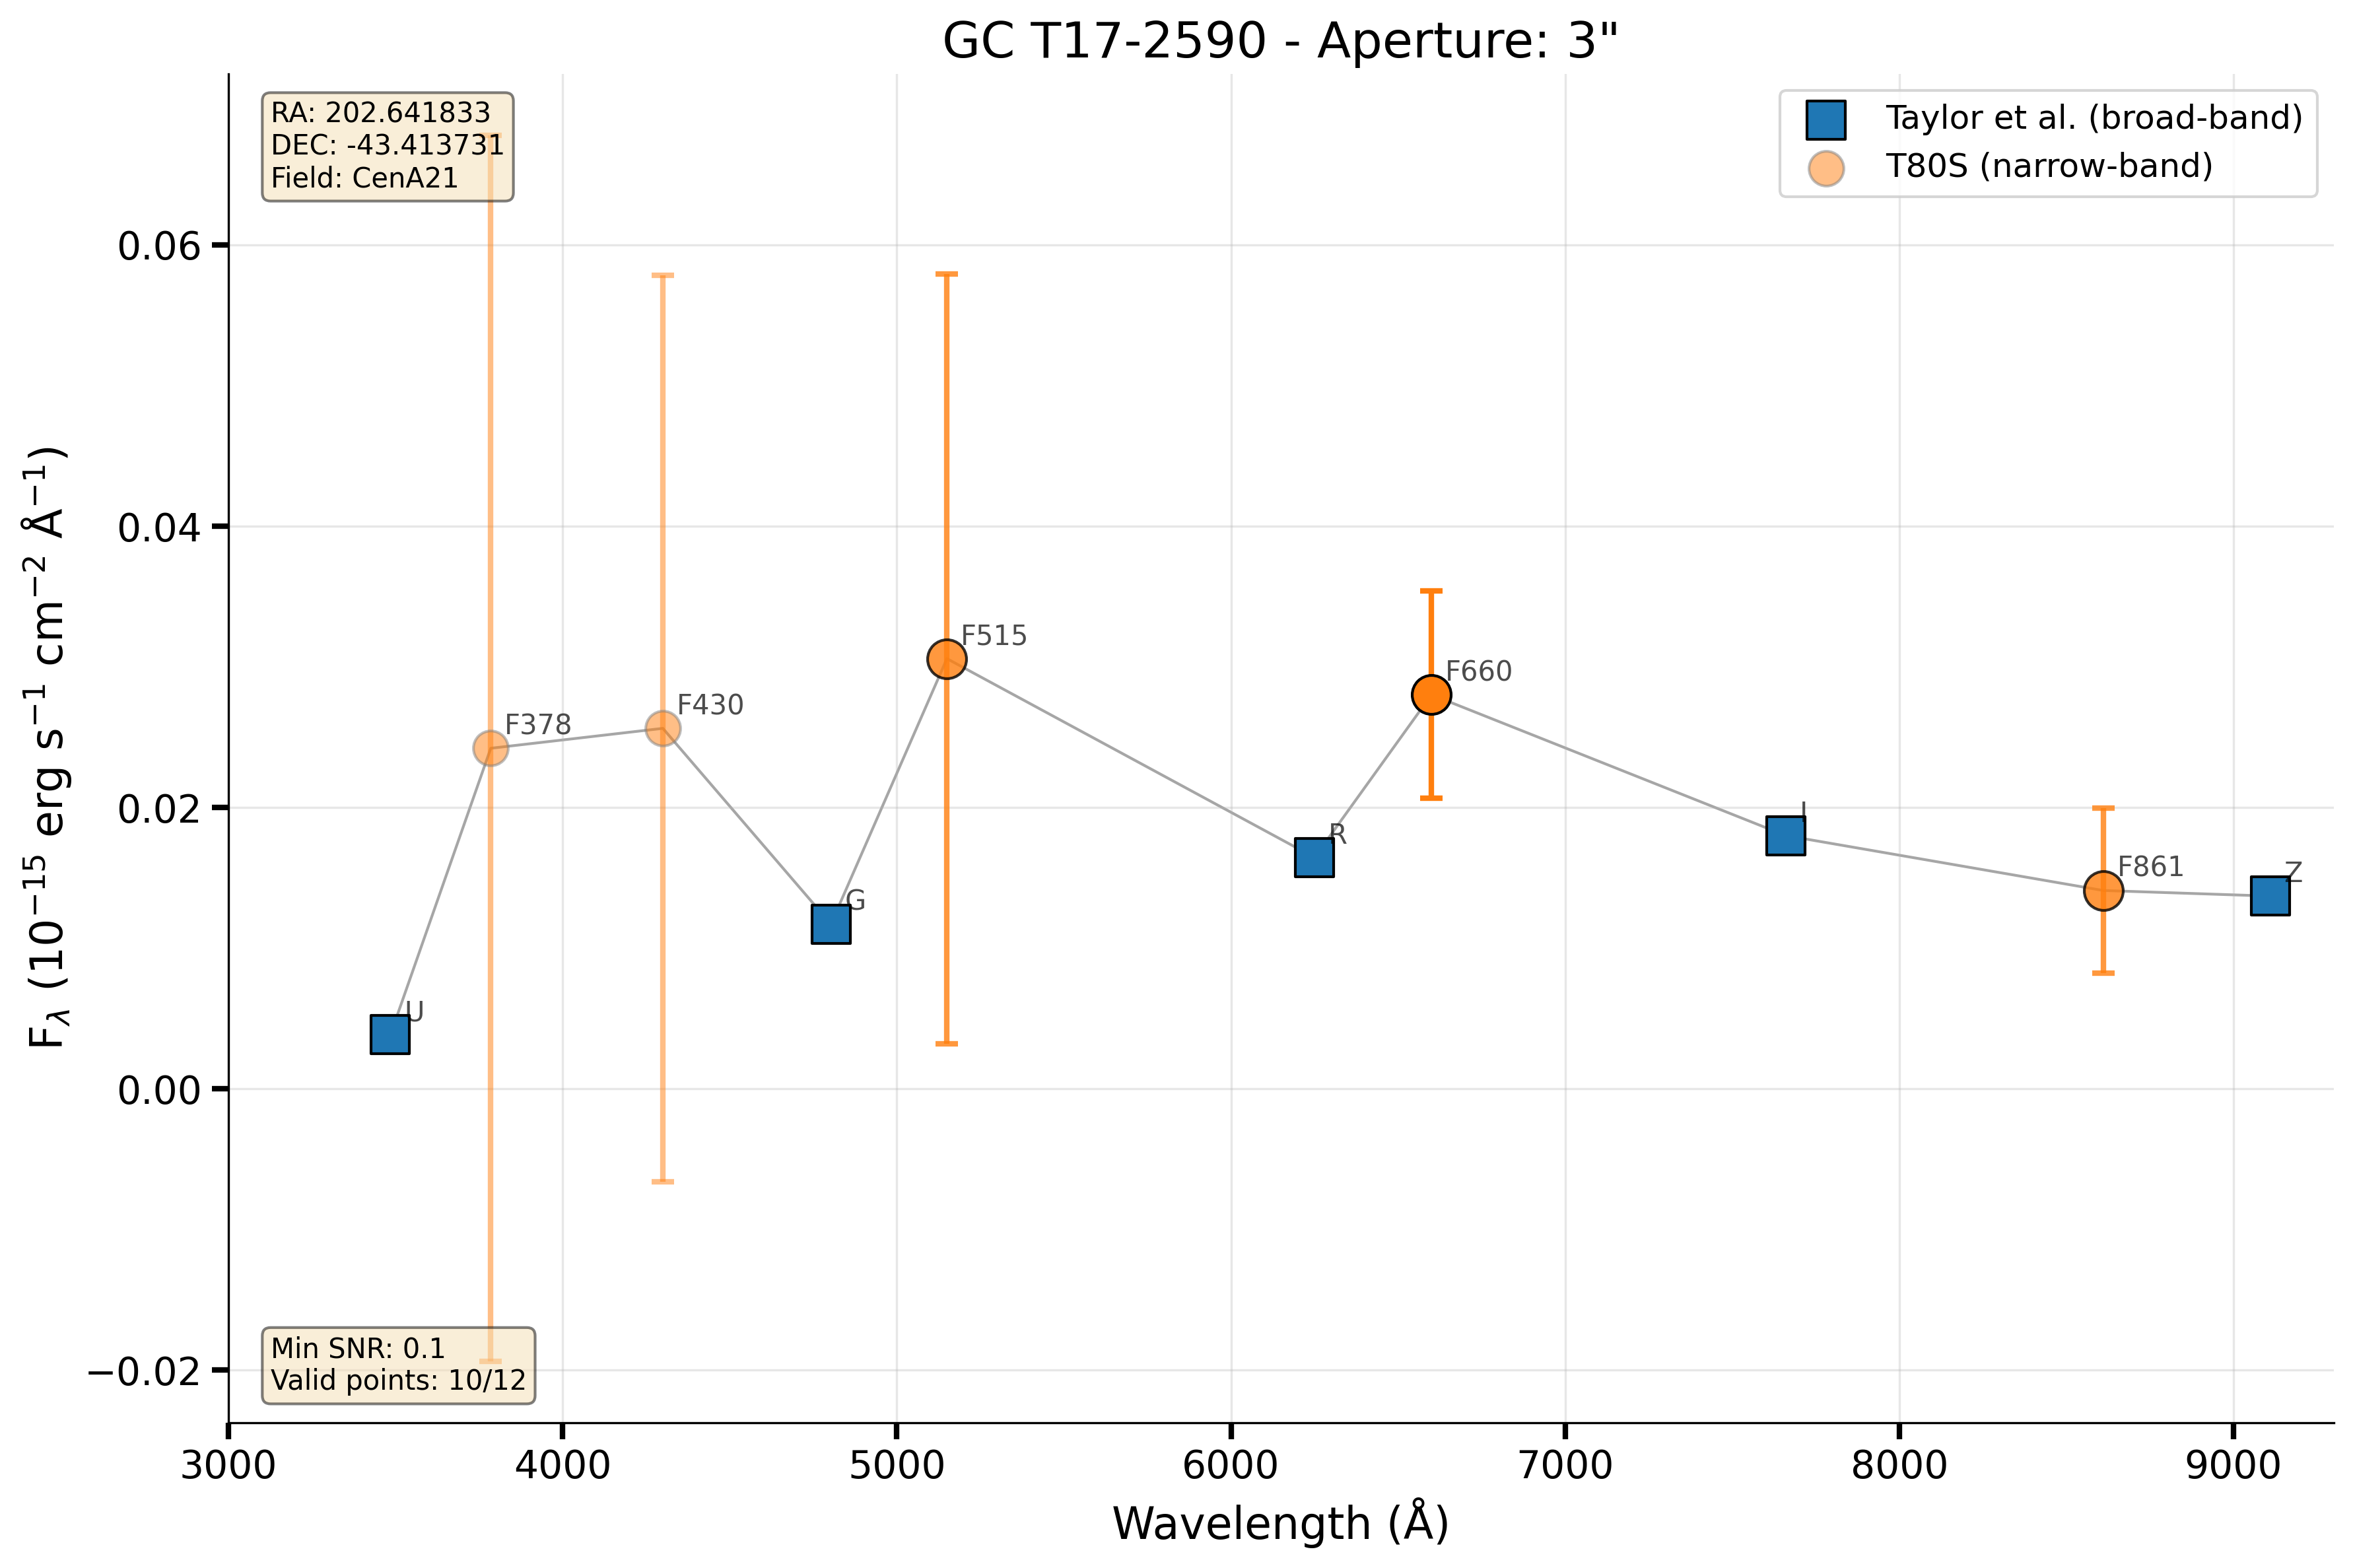 GC T17-2590 - Aperture: 3"
RA: 202.641833
DEC: -43.413731
Field: CenA21
Taylor et al. (broad-band)
T80S (narrow-band)
F$_{λ}$ (10$^{−15}$ erg s$^{−1}$ cm$^{−2}$ Å$^{−1}$)
0.06
0.04
0.02
0.00
−0.02
U
F378
F430
G
F515
R
F660
I
F861
Z
Min SNR: 0.1
Valid points: 10/12
3000 4000 5000 6000 7000 8000 9000
Wavelength (Å)